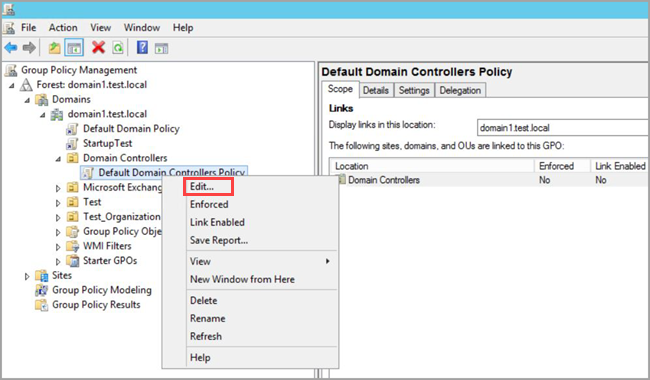 File Action View Window Help
Group Policy Management
Forest: domain1.test.local
Domains
domain1.test.local
Default Domain Policy
StartupTest
Domain Controllers
Default Domain Controllers Policy
Microsoft Exchang
Test
Test_Organization
Group Policy Obje
WMI Filters
Starter GPOs
Sites
Group Policy Modeling
Group Policy Results
Edit...
Enforced
Link Enabled
Save Report...
View
New Window from Here
Delete
Rename
Refresh
Help
Default Domain Controllers Policy
Scope Details Settings Delegation
Links
Display links in this location: domain1.test.local
The following sites, domains, and OUs are linked to this GPO:
Location Enforced Link Enabled
Domain Controllers No No